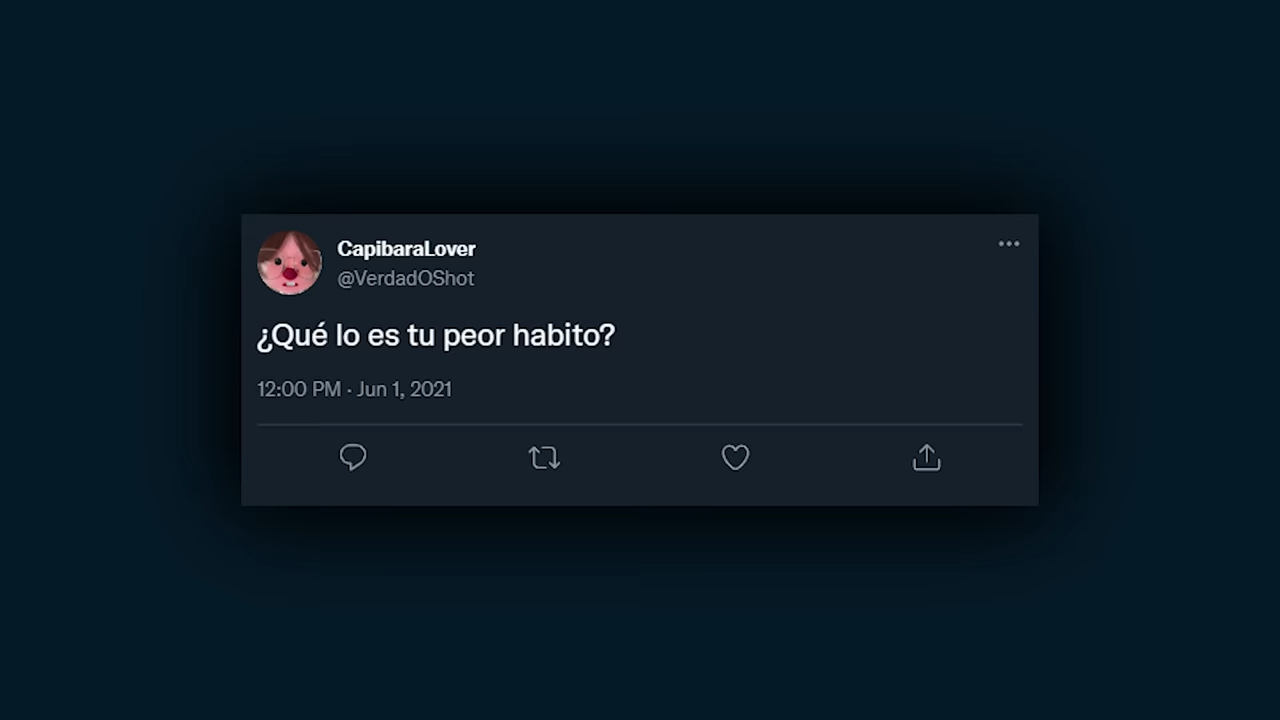 CapibaraLover
@VerdadOShot
¿Qué lo es tu peor habito?
12:00 PM · Jun 1, 2021